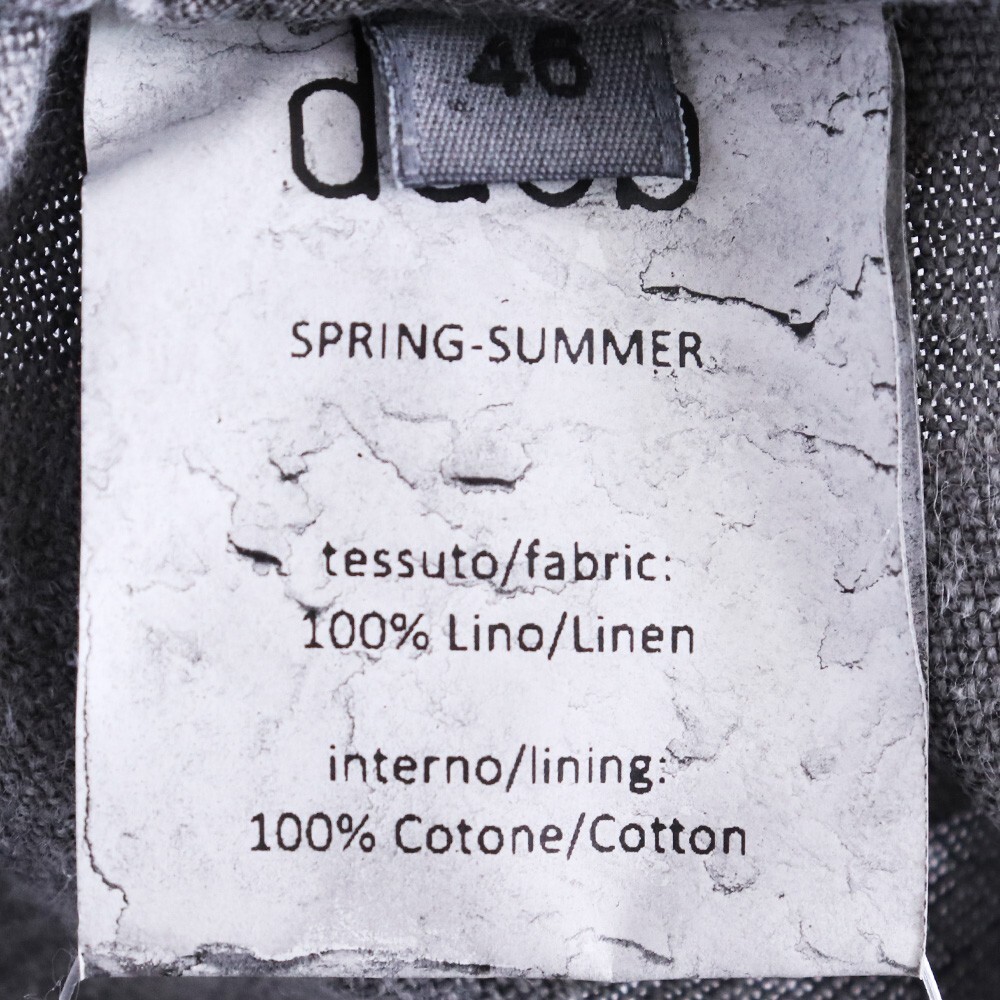 46
SPRING-SUMMER
tessuto/fabric:
100% Lino/Linen
interno/lining:
100% Cotone/Cotton